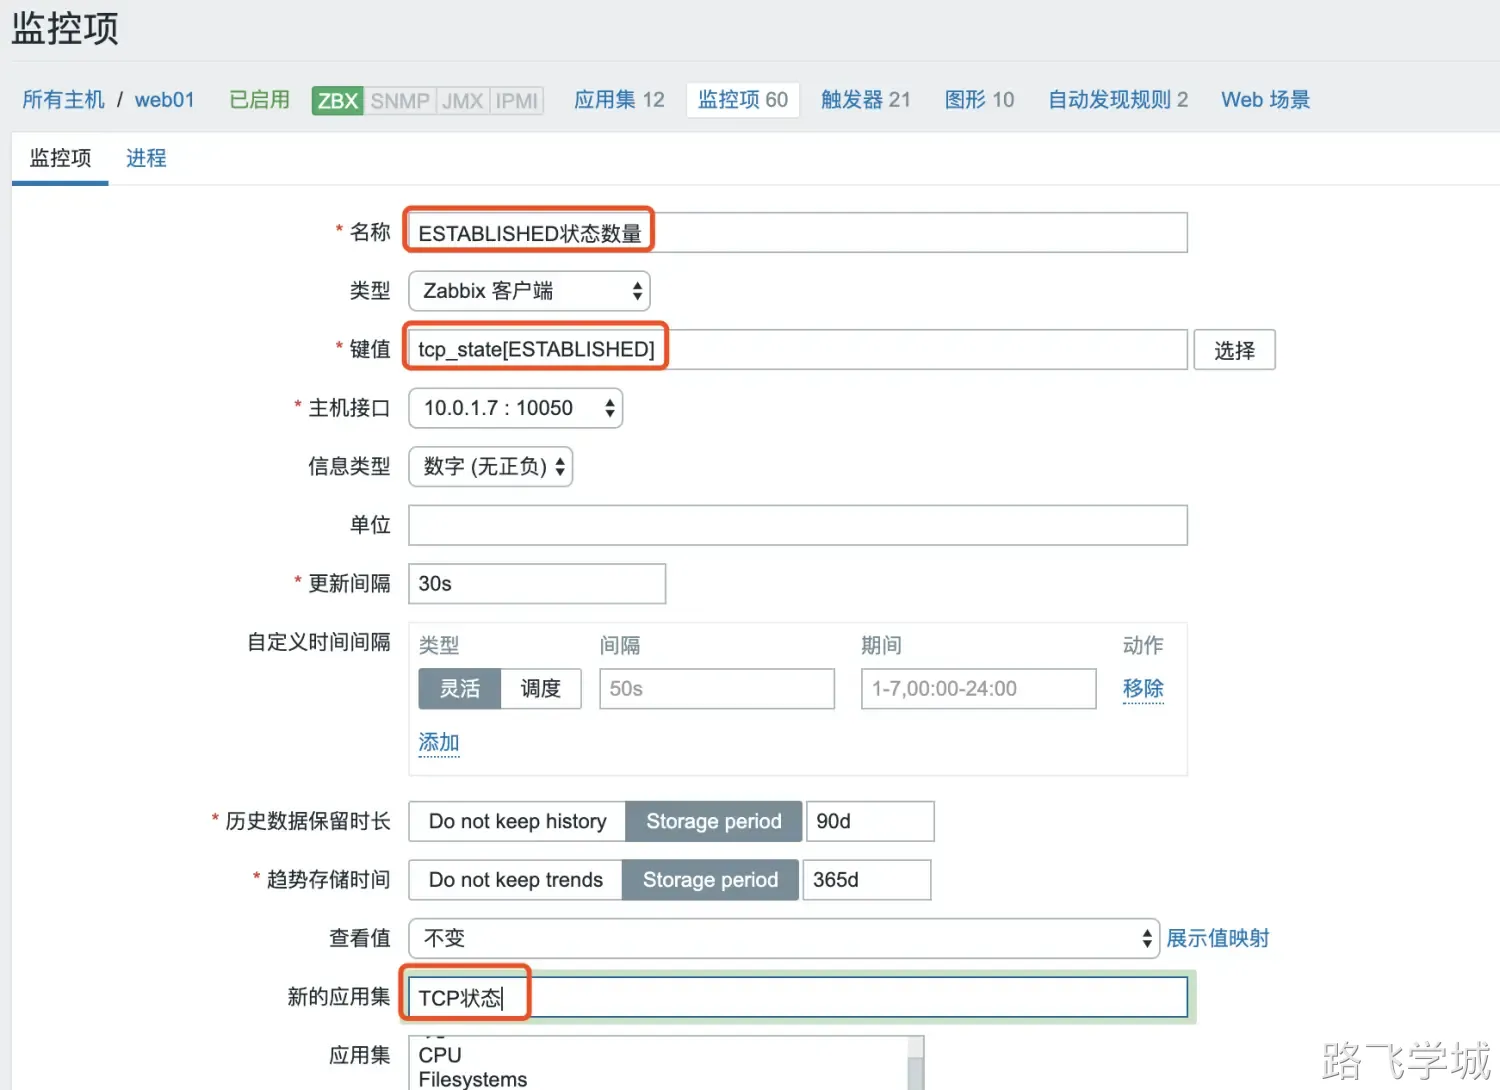 监控项
所有主机 / web01 已启用 ZBX SNMP JMX IPMI 应用集 12 监控项 60 触发器 21 图形 10 自动发现规则 2 Web 场景
监控项 进程
* 名称 ESTABLISHED状态数量
类型 Zabbix 客户端
* 键值 tcp_state[ESTABLISHED] 选择
* 主机接口 10.0.1.7 : 10050
信息类型 数字 (无正负)
单位
* 更新间隔 30s
自定义时间间隔 类型 间隔 期间 动作
灵活 调度 50s 1-7,00:00-24:00 移除
添加
* 历史数据保留时长 Do not keep history Storage period 90d
* 趋势存储时间 Do not keep trends Storage period 365d
查看值 不变 展示值映射
新的应用集 TCP状态
应用集 CPU
Filesystems
路飞学城